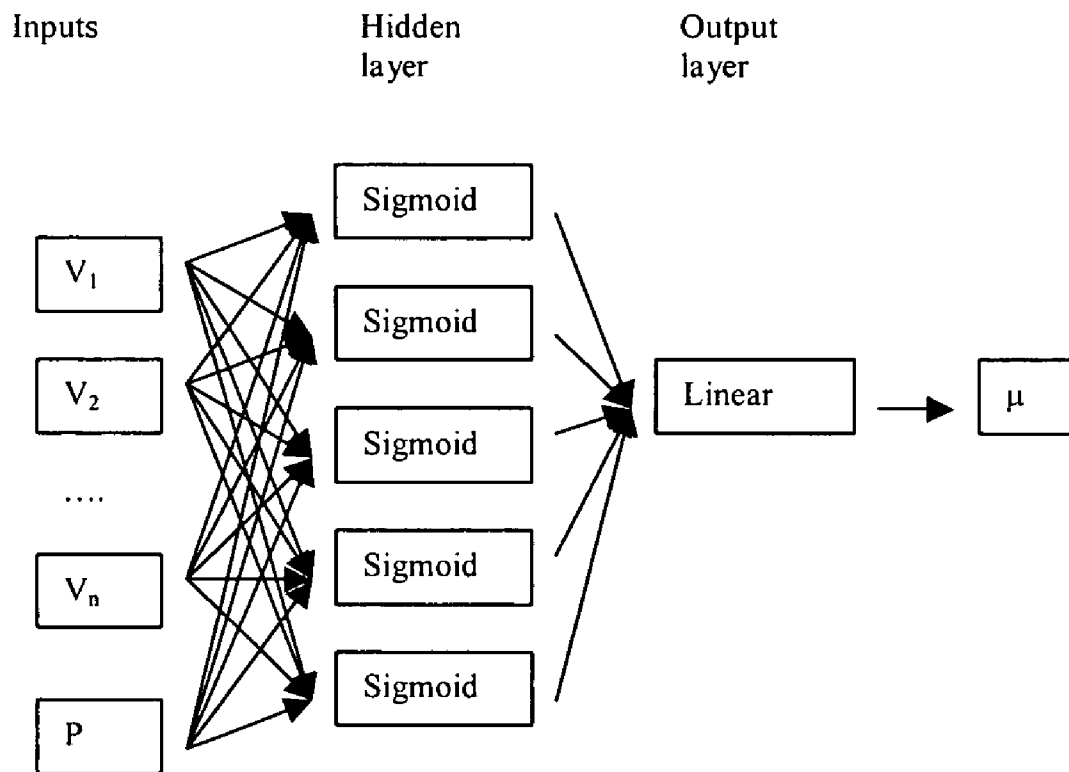 Inputs
Hidden
layer
Output
layer
Sigmoid
V₁
Sigmoid
V₂
Linear
μ
Sigmoid
....
Vₙ
Sigmoid
Sigmoid
P